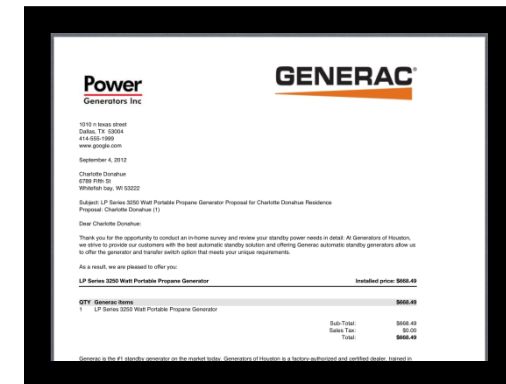 Power
Generators Inc
GENERAC
1010 n texas street
Dallas, TX 53004
414-555-1999
www.google.com
September 4, 2012
Charlotte Donahue
6789 Fifth St
Whitefish bay, WI 53222
Subject: LP Series 3250 Watt Portable Propane Generator Proposal for Charlotte Donahue Residence
Proposal: Charlotte Donahue (1)
Dear Charlotte Donahue:
Thank you for the opportunity to conduct an in-home survey and review your standby power needs in detail. At Generators of Houston,
we strive to provide our customers with the best automatic standby solution and offering Generac automatic standby generators allow us
to offer the generator and transfer switch option that meets your unique requirements.
As a result, we are pleased to offer you:
LP Series 3250 Watt Portable Propane Generator Installed price: $668.49
QTY Generac items $668.49
1 LP Series 3250 Watt Portable Propane Generator
Sub-Total: $668.49
Sales Tax: $0.00
Total: $668.49
Generac is the #1 standby generator on the market today. Generators of Houston is a factory-authorized and certified dealer, trained in